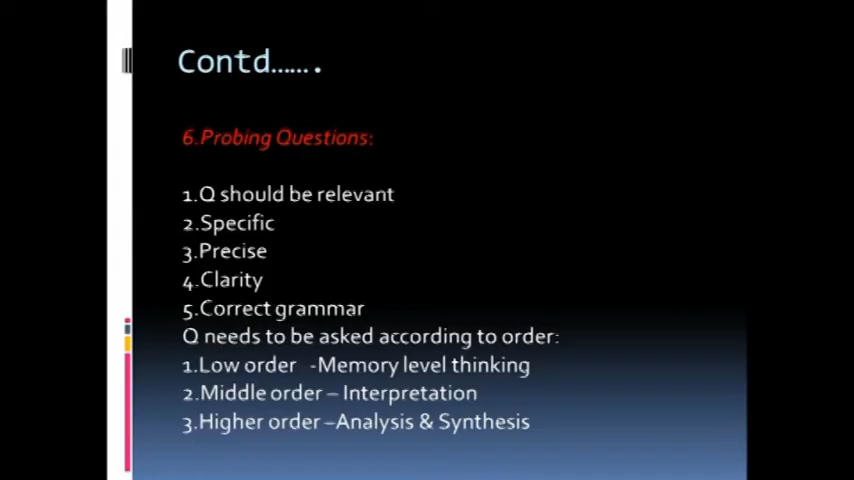 Contd…….
6.Probing Questions:
1.Q should be relevant
2.Specific
3.Precise
4.Clarity
5.Correct grammar
Q needs to be asked according to order:
1.Low order -Memory level thinking
2.Middle order – Interpretation
3.Higher order –Analysis & Synthesis